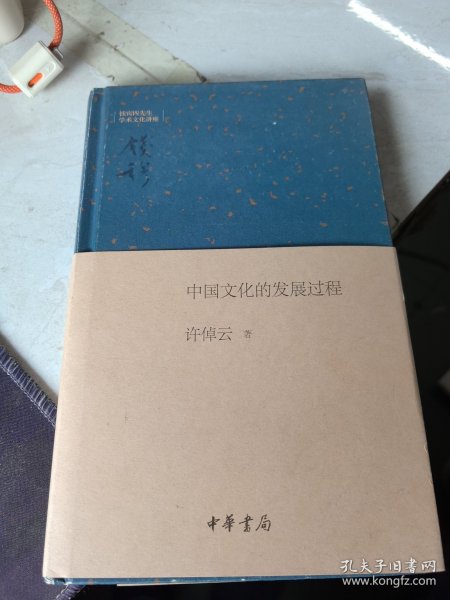 钱宾四先生
学术文化讲座
钱穆
中国文化的发展过程
许倬云 著
中華書局
孔夫子旧书网
www.kongfz.com